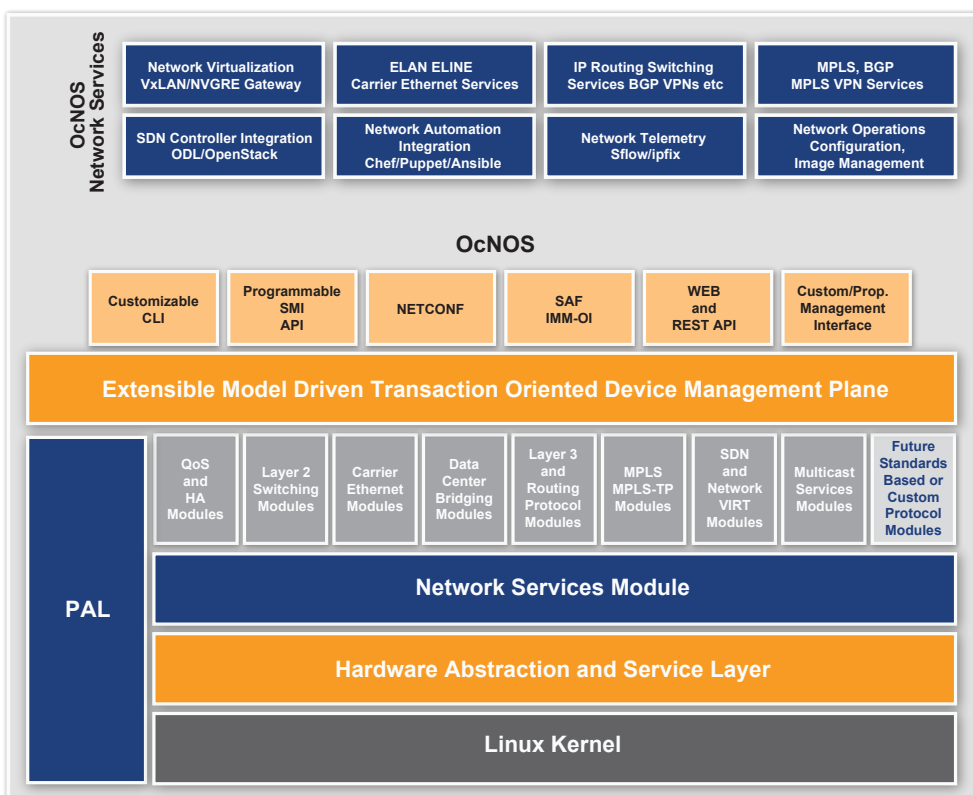 OcNOS
Network Services
Network Virtualization
VxLAN/NVGRE Gateway
ELAN ELINE
Carrier Ethernet Services
IP Routing Switching
Services BGP VPNs etc
MPLS, BGP
MPLS VPN Services
SDN Controller Integration
ODL/OpenStack
Network Automation
Integration
Chef/Puppet/Ansible
Network Telemetry
Sflow/ipfix
Network Operations
Configuration,
Image Management
OcNOS
Customizable
CLI
Programmable
SMI
API
NETCONF
SAF
IMM-OI
WEB
and
REST API
Custom/Prop.
Management
Interface
Extensible Model Driven Transaction Oriented Device Management Plane
PAL
QoS
and
HA
Modules
Layer 2
Switching
Modules
Carrier
Ethernet
Modules
Data
Center
Bridging
Modules
Layer 3
and
Routing
Protocol
Modules
MPLS
MPLS-TP
Modules
SDN
and
Network
VIRT
Modules
Multicast
Services
Modules
Future
Standards
Based or
Custom
Protocol
Modules
Network Services Module
Hardware Abstraction and Service Layer
Linux Kernel